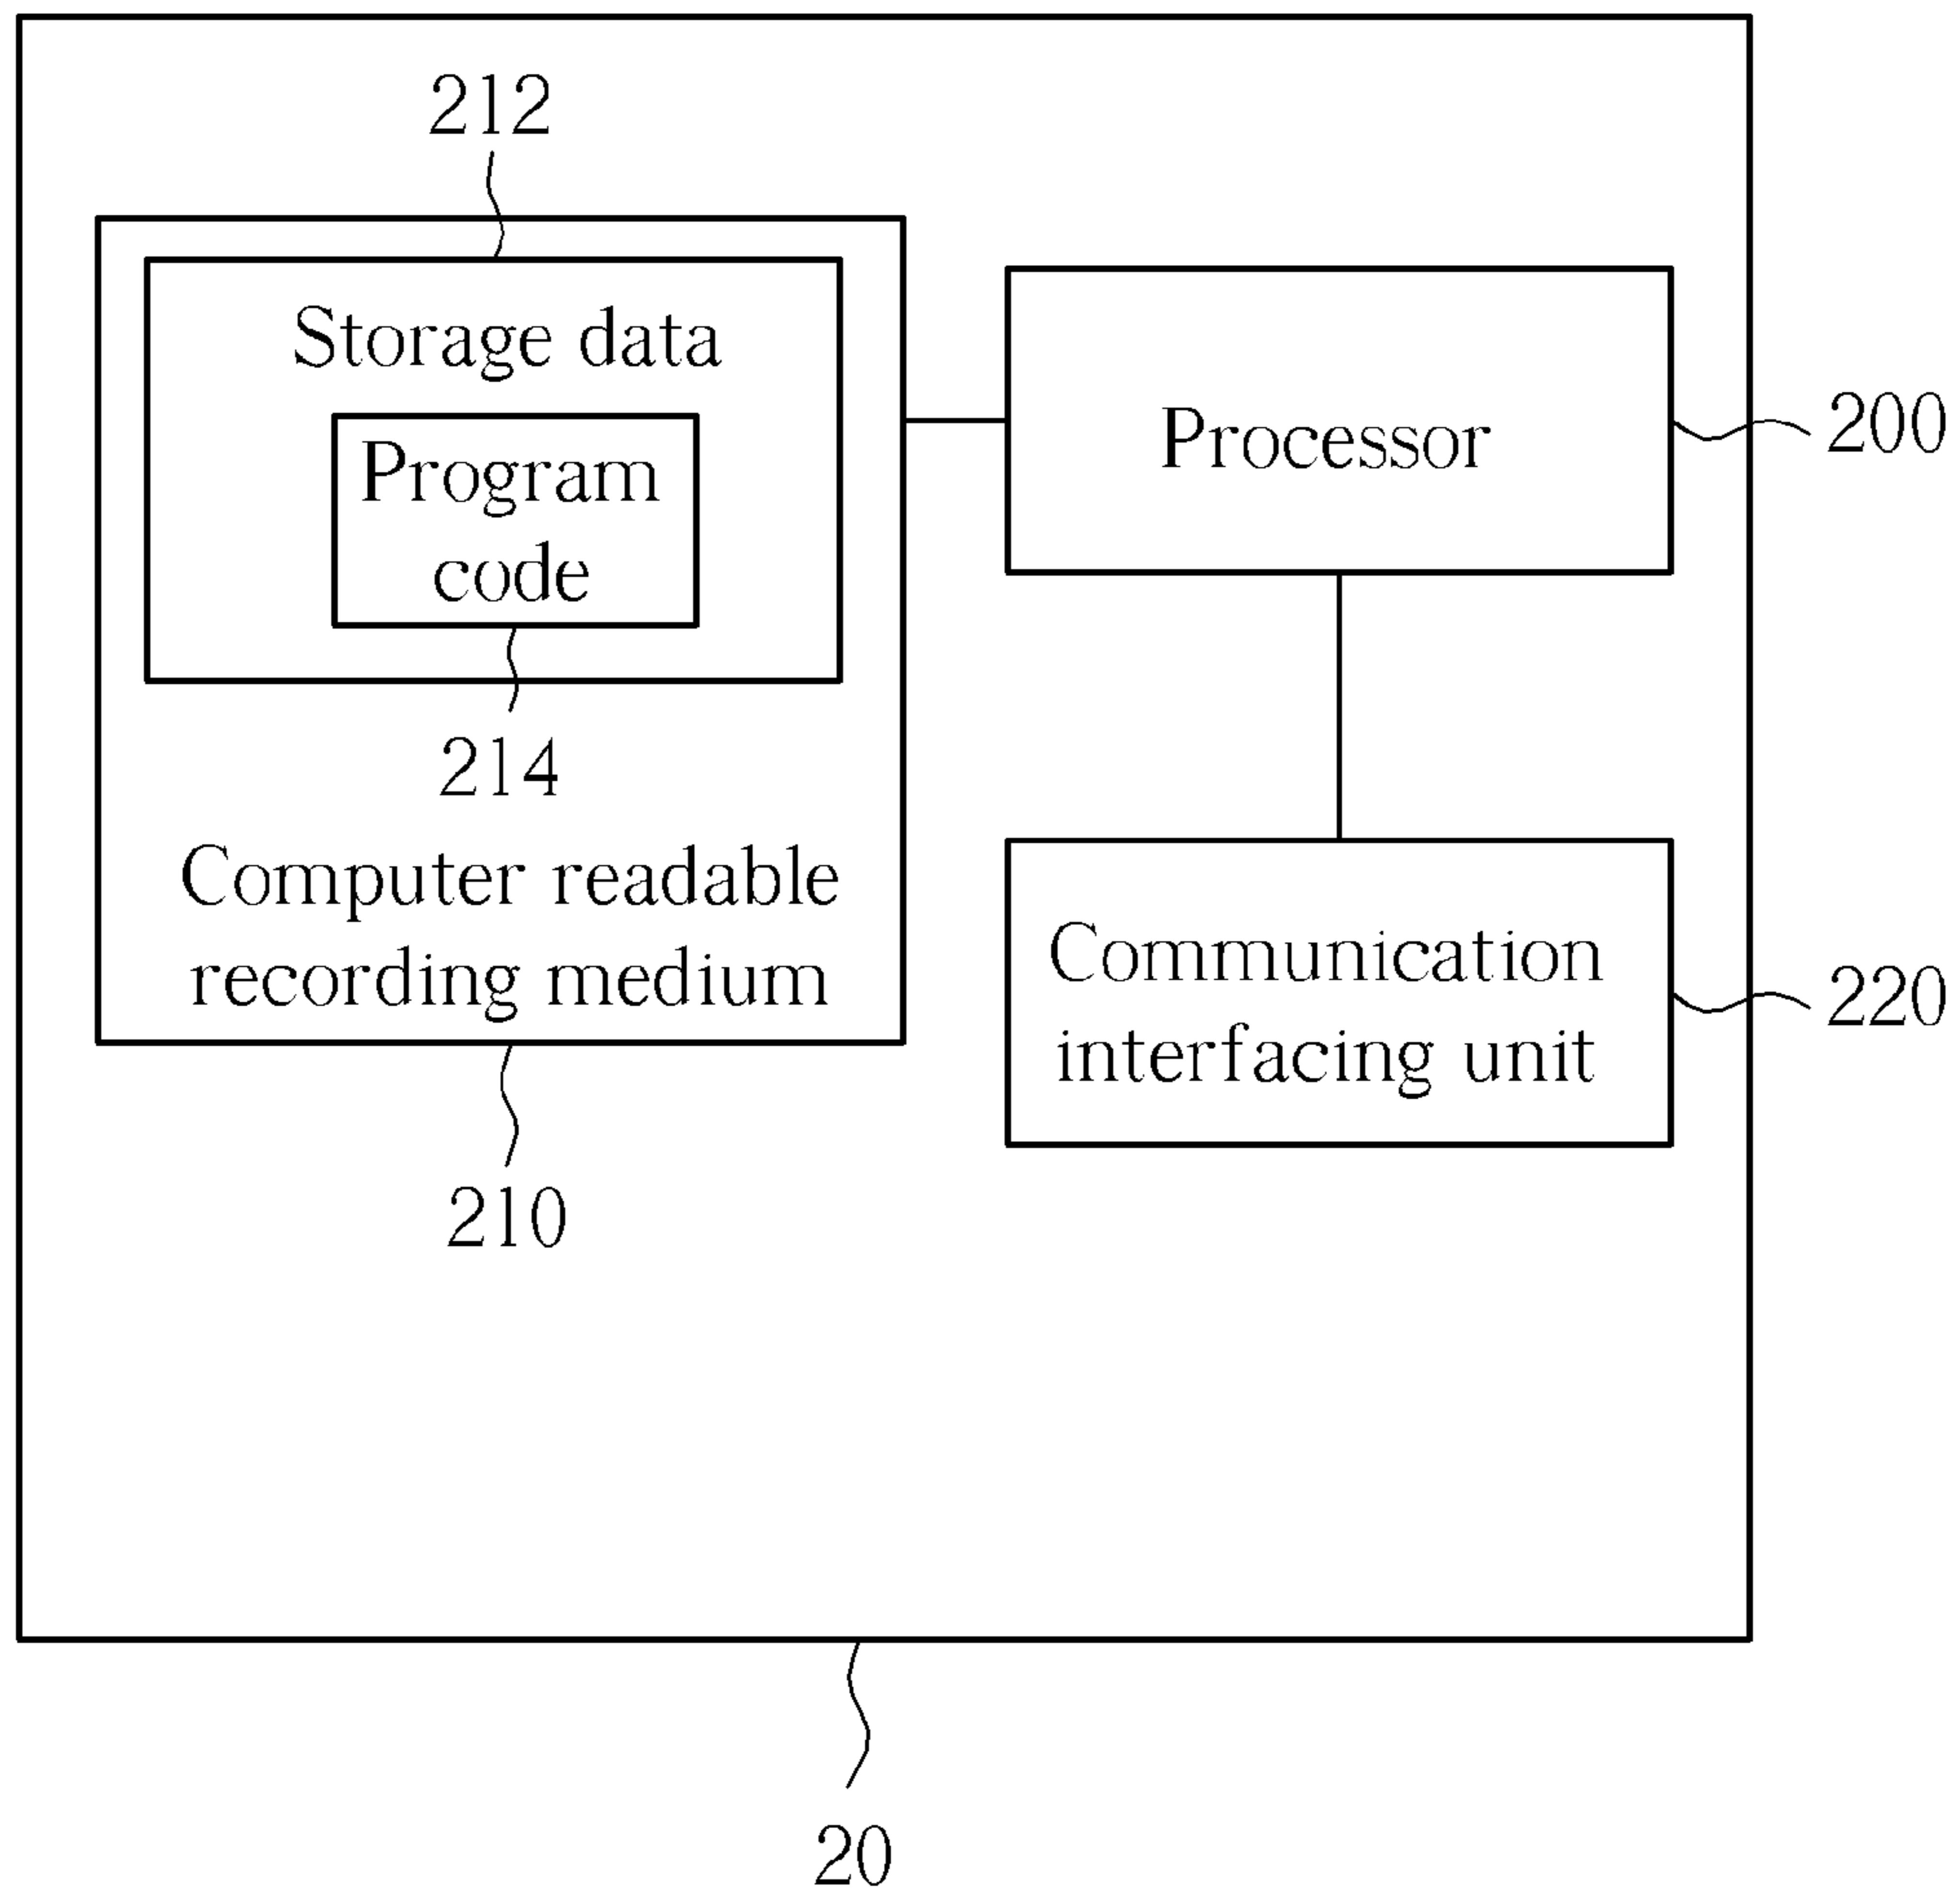 212
Storage data
Program
code
214
Computer readable
recording medium
210
Processor
200
Communication
interfacing unit
220
20